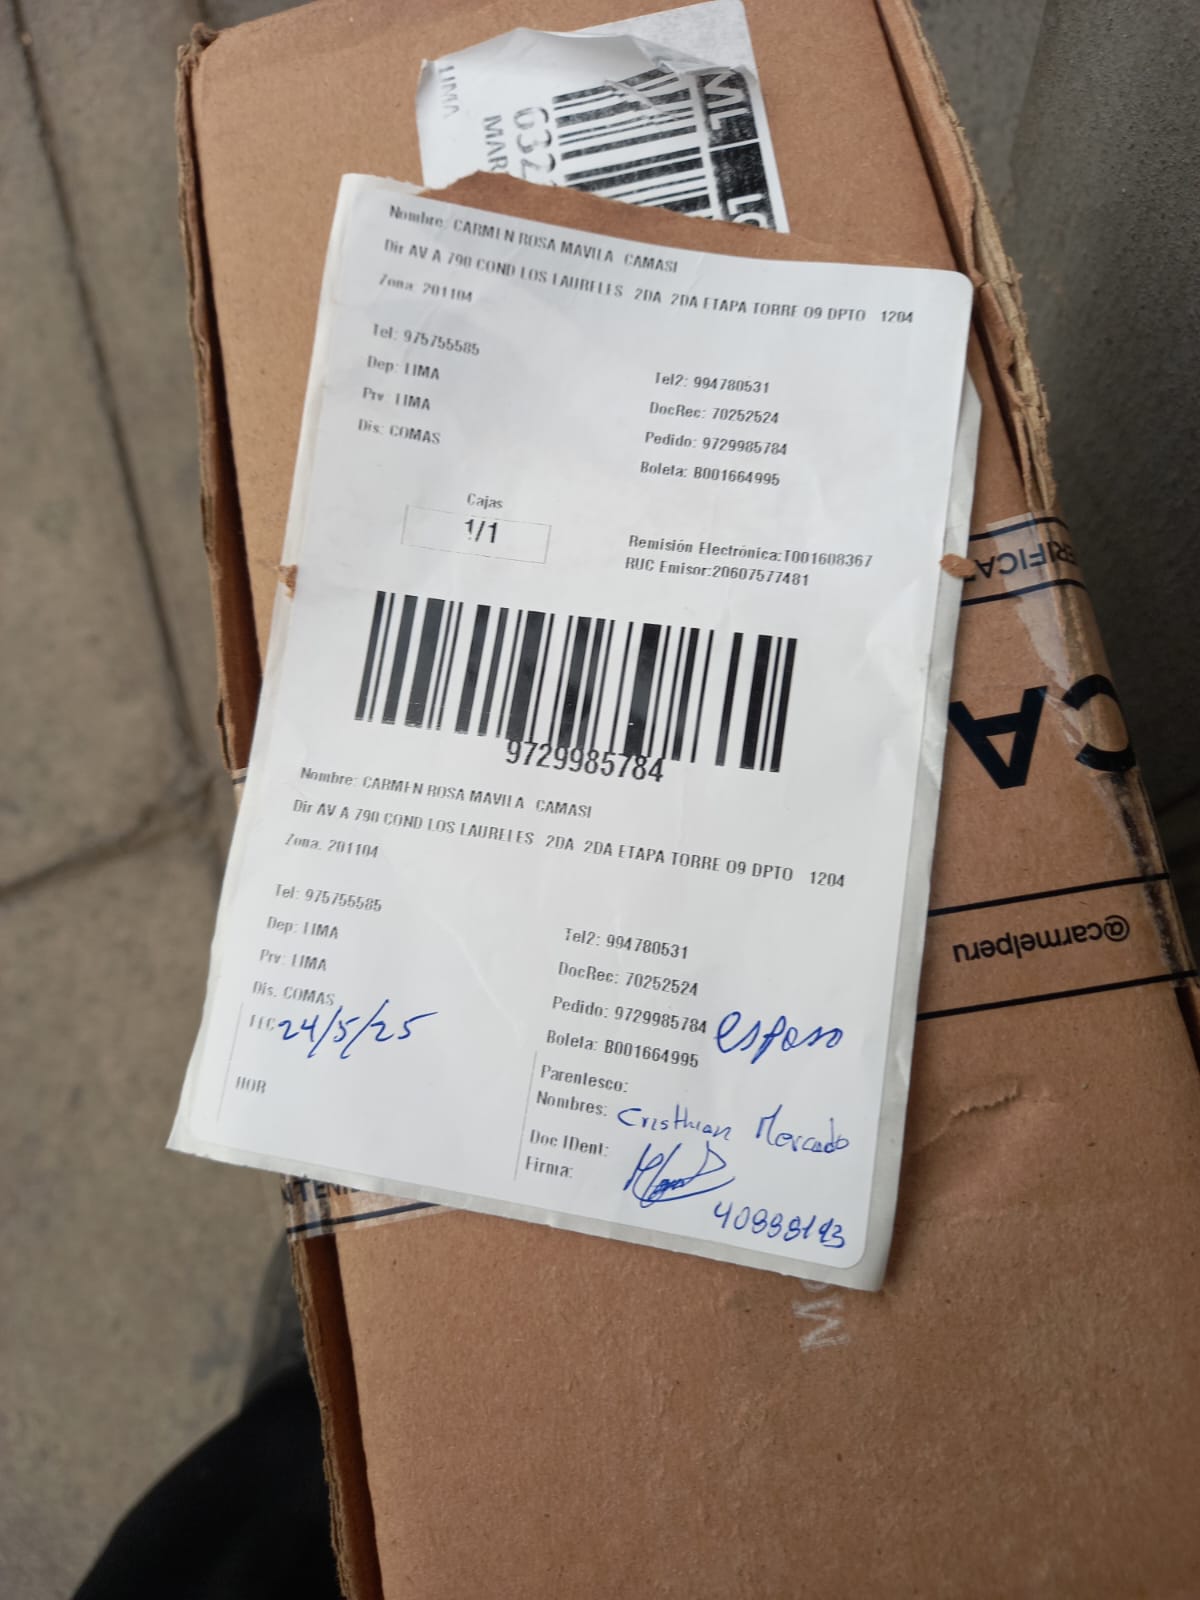 LIMA
MAR
632
ML
Nombre: CARMEN ROSA MAVILA CAMASI
Dir AV A 790 COND LOS LAURELES 2DA 2DA ETAPA TORRE 09 DPTO 1204
Zona: 201104
Tel: 975755585
Dep: LIMA
Prv: LIMA
Dis: COMAS
Tel2: 994780531
DocRec: 70252524
Pedido: 9729985784
Boleta: B001664995
Cajas
1/1
Remisión Electrónica:T001608367
RUC Emisor:20607577481
9729985784
Nombre: CARMEN ROSA MAVILA CAMASI
Dir AV A 790 COND LOS LAURELES 2DA 2DA ETAPA TORRE 09 DPTO 1204
Zona. 201104
Tel: 975755585
Dep: LIMA
Prv: LIMA
Dis. COMAS
FEC 24/5/25
HOR
Tel2: 994780531
DocRec: 70252524
Pedido: 9729985784
Boleta: B001664995
Parentesco: esposo
Nombres: Cristhian Mercado
Doc IDent:
Firma:
CA
@carmelperu